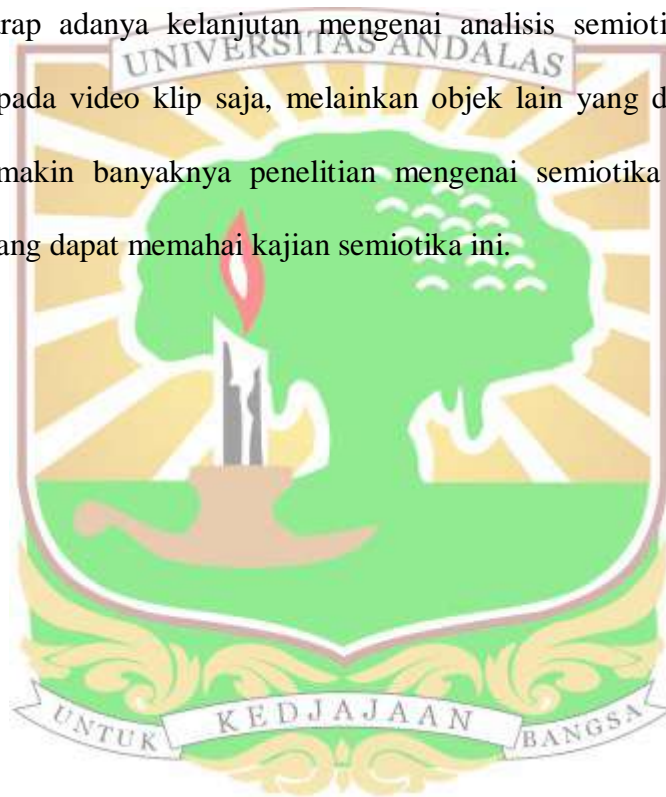 rap adanya kelanjutan mengenai analisis semioti
UNIVERSITAS ANDALAS
pada video klip saja, melainkan objek lain yang d
makin banyaknya penelitian mengenai semiotika
ang dapat memahai kajian semiotika ini.
UNTUK KEDJAJAAN BANGSA